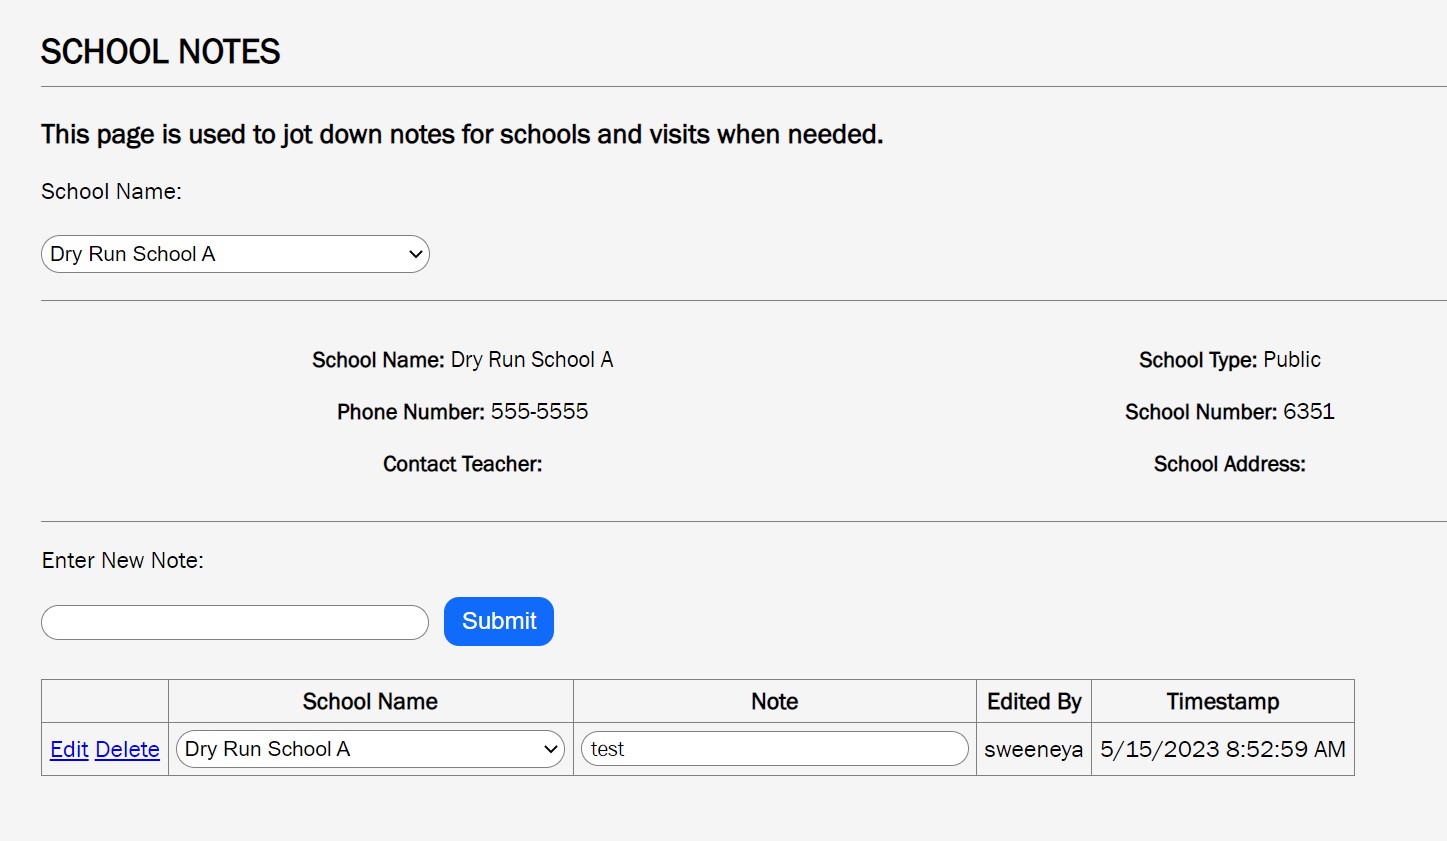 SCHOOL NOTES
This page is used to jot down notes for schools and visits when needed.
School Name:
Dry Run School A
School Name: Dry Run School A
School Type: Public
Phone Number: 555-5555
School Number: 6351
Contact Teacher:
School Address:
Enter New Note:
Submit
School Name Note Edited By Timestamp
Edit Delete Dry Run School A test sweeneya 5/15/2023 8:52:59 AM